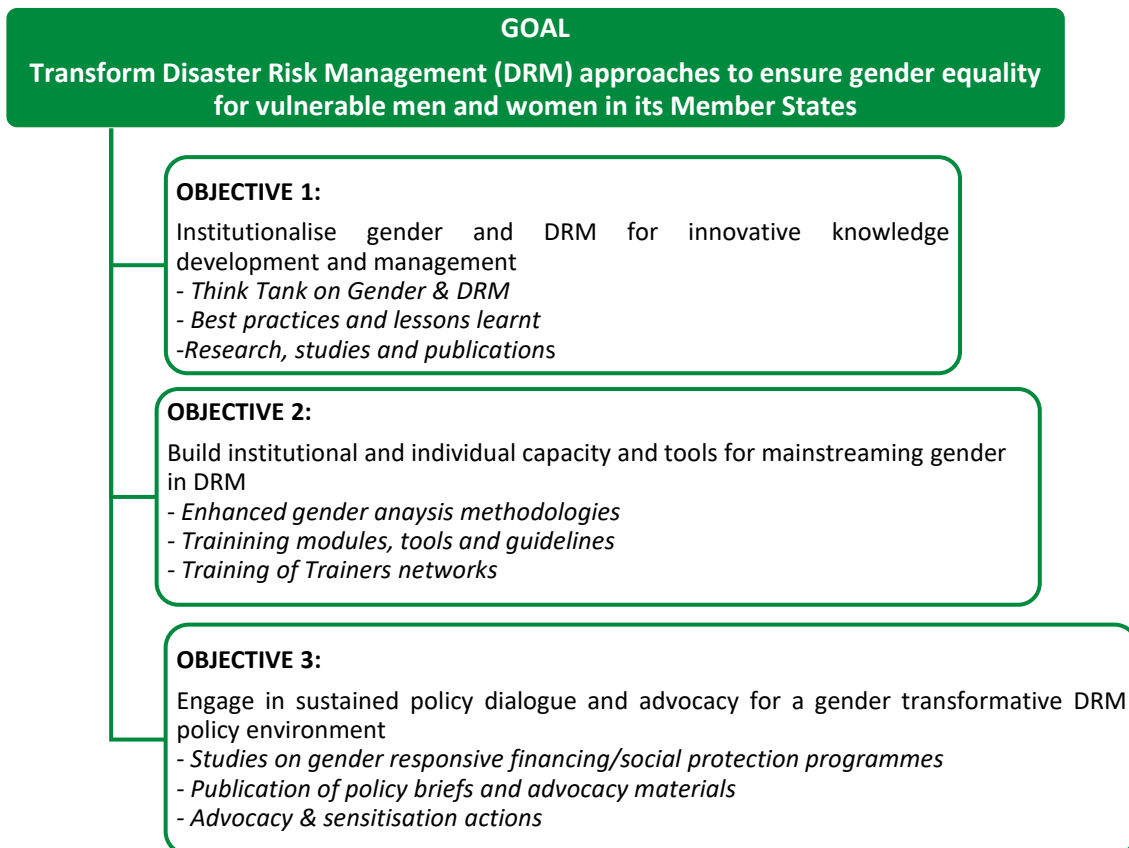 GOAL
Transform Disaster Risk Management (DRM) approaches to ensure gender equality
for vulnerable men and women in its Member States
OBJECTIVE 1:
Institutionalise gender and DRM for innovative knowledge
development and management
- Think Tank on Gender & DRM
- Best practices and lessons learnt
-Research, studies and publications
OBJECTIVE 2:
Build institutional and individual capacity and tools for mainstreaming gender
in DRM
- Enhanced gender anaysis methodologies
- Trainining modules, tools and guidelines
- Training of Trainers networks
OBJECTIVE 3:
Engage in sustained policy dialogue and advocacy for a gender transformative DRM
policy environment
- Studies on gender responsive financing/social protection programmes
- Publication of policy briefs and advocacy materials
- Advocacy & sensitisation actions